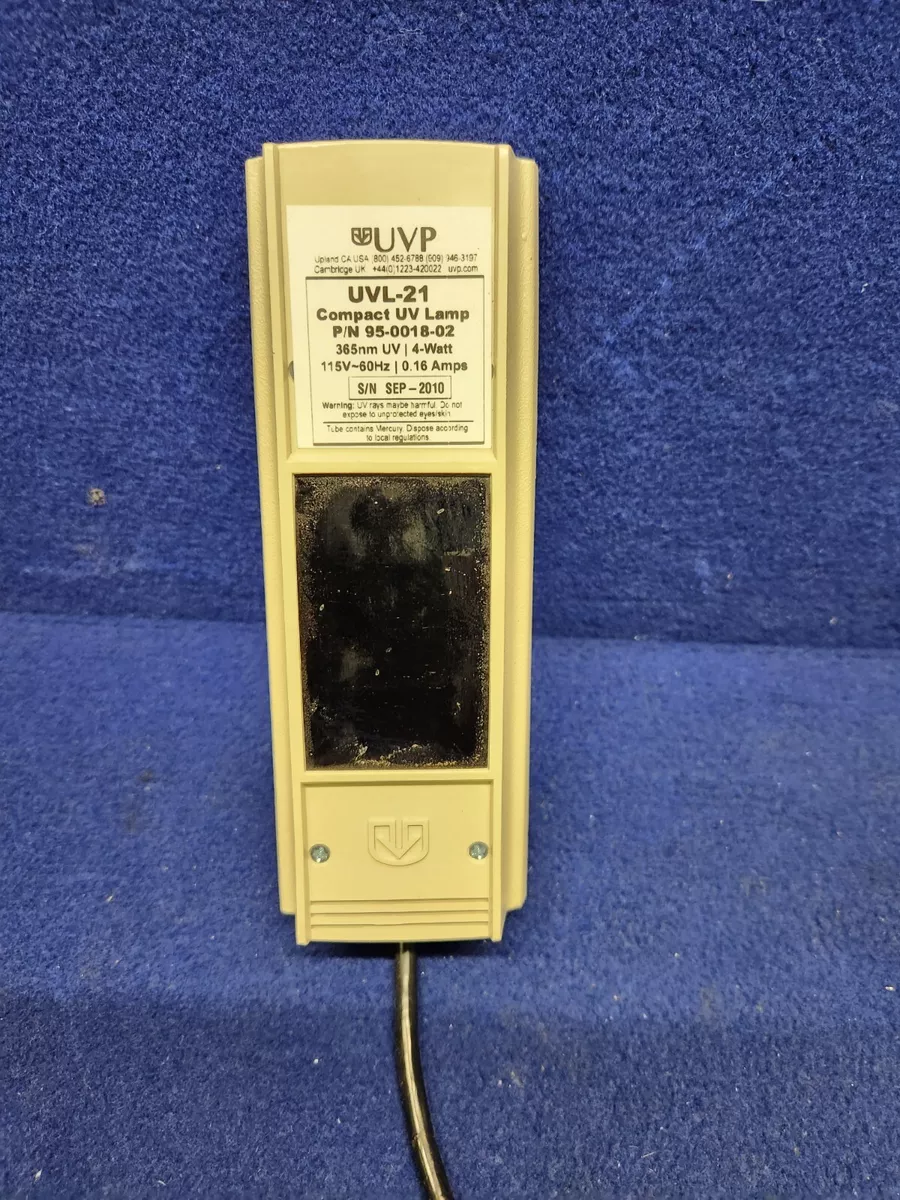 UVP
Upland CA USA (800) 452-6788 (909) 946-3197
Cambridge UK +44(0)1223-420022 uvp.com
UVL-21
Compact UV Lamp
P/N 95-0018-02
365nm UV | 4-Watt
115V~60Hz | 0.16 Amps
S/N SEP-2010
Warning: UV rays maybe harmful. Do not
expose to unprotected eyes/skin.
Tube contains Mercury. Dispose according
to local regulations.